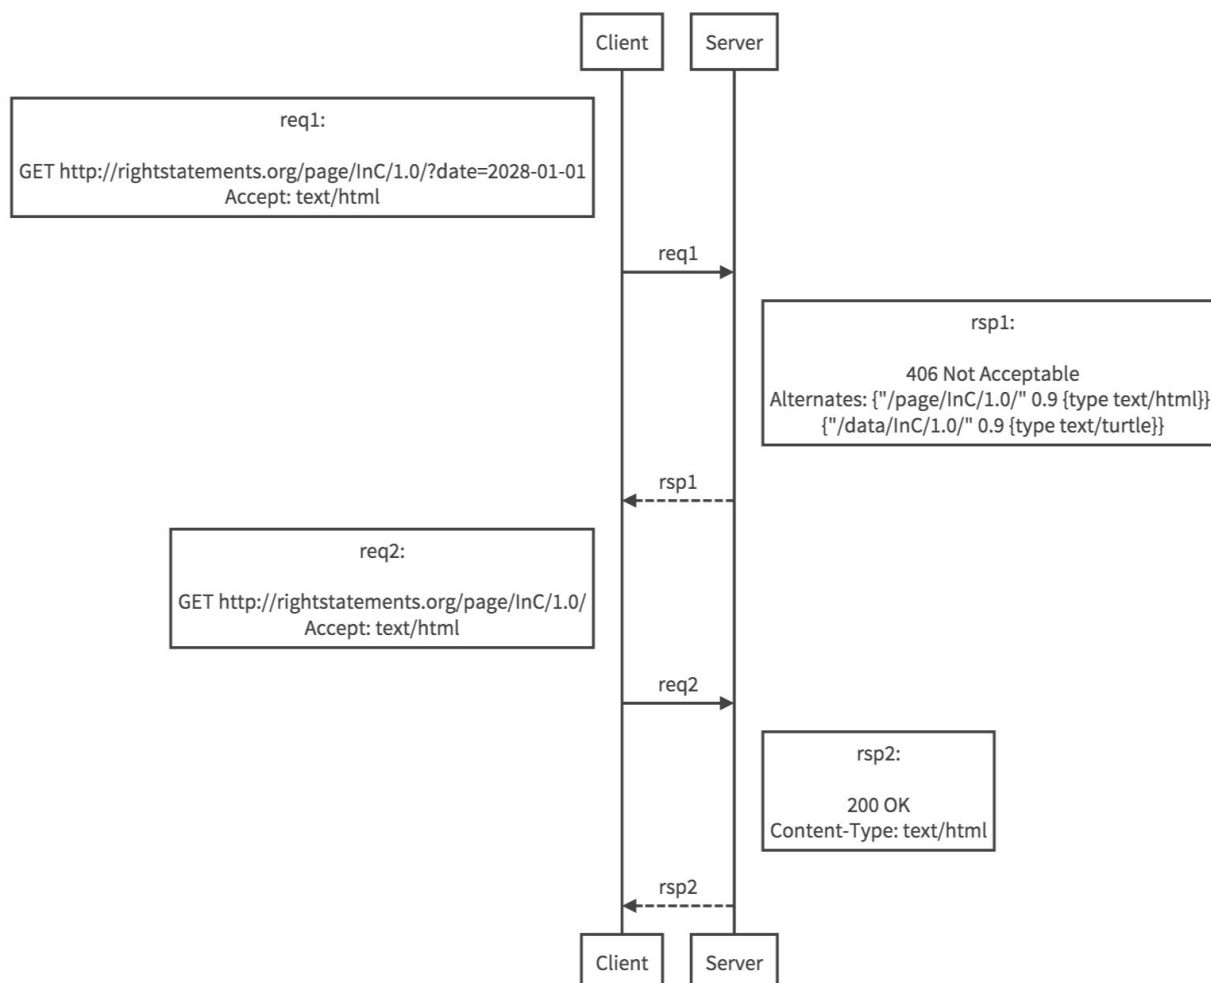 Client
Server
req1:
GET http://rightstatements.org/page/InC/1.0/?date=2028-01-01
Accept: text/html
req1
rsp1:
406 Not Acceptable
Alternates: {"/page/InC/1.0/" 0.9 {type text/html}}
{"/data/InC/1.0/" 0.9 {type text/turtle}}
rsp1
req2:
GET http://rightstatements.org/page/InC/1.0/
Accept: text/html
req2
rsp2:
200 OK
Content-Type: text/html
rsp2
Client
Server